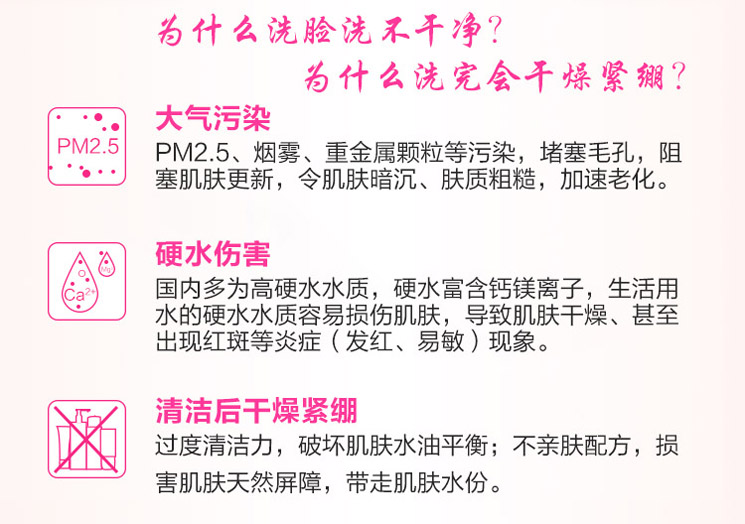 为什么洗脸洗不干净?
为什么洗完会干燥紧绷?
大气污染
PM2.5
PM2.5、烟雾、重金属颗粒等污染，堵塞毛孔，阻
塞肌肤更新，令肌肤暗沉、肤质粗糙，加速老化。
硬水伤害
O
Mg
Ca²⁺
国内多为高硬水水质，硬水富含钙镁离子，生活用
水的硬水水质容易损伤肌肤，导致肌肤干燥、甚至
出现红斑等炎症（发红、易敏）现象。
清洁后干燥紧绷
过度清洁力，破坏肌肤水油平衡；不亲肤配方，损
害肌肤天然屏障，带走肌肤水份。